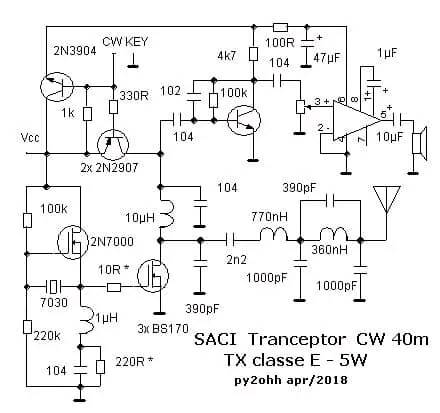 2N3904
CW KEY
100R
+
47µF
1µF
4k7
104
102
330R
100k
1k
104
3
+
6
8
1
+
5
+
2
-
4
7
10µF
Vcc
2x 2N2907
104
390pF
100k
10µH
770nH
2N7000
2n2
360nH
10R *
1000pF
7030
1000pF
1µH
3x BS170
390pF
220k
104
220R *
SACI Tranceptor CW 40m
TX classe E - 5W
py2ohh apr/2018